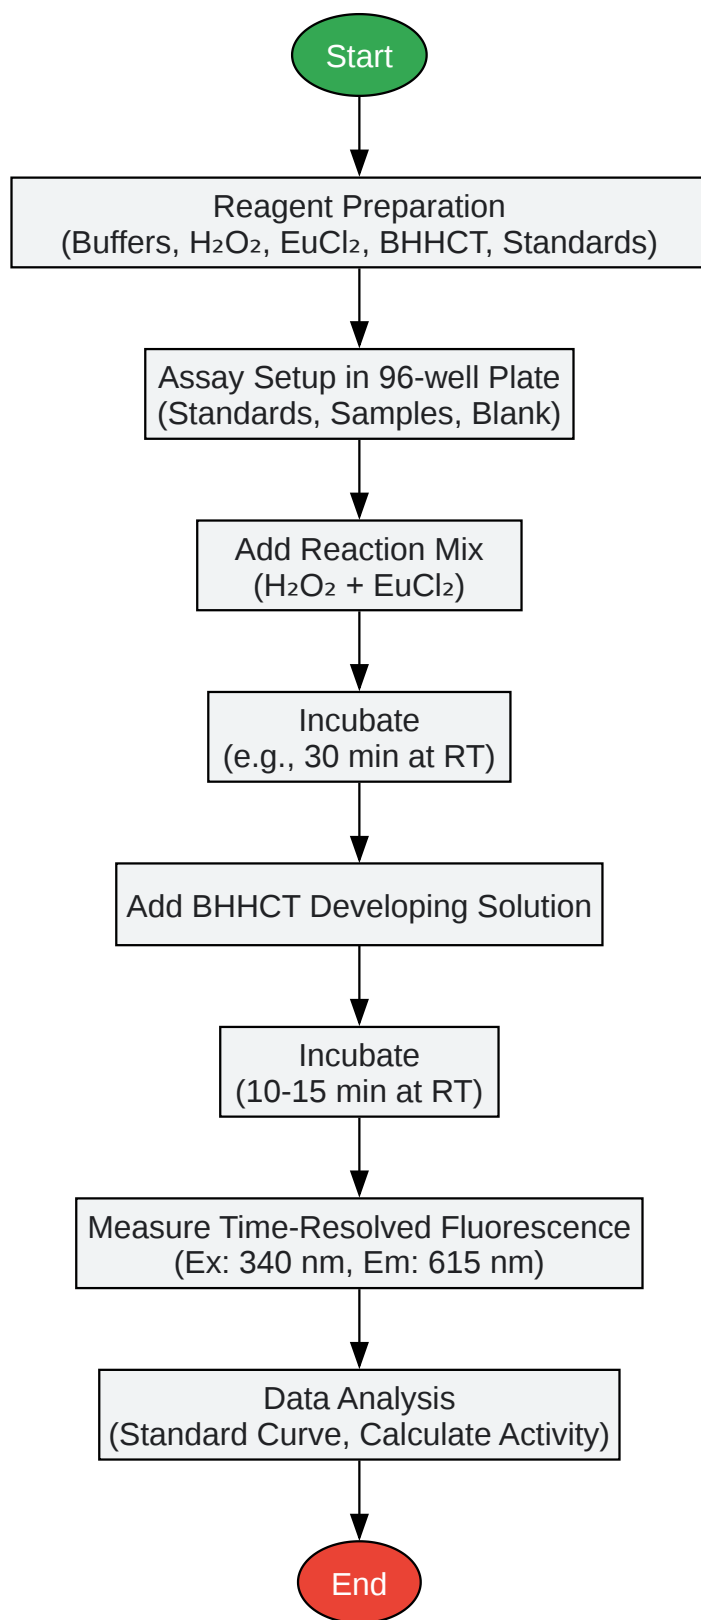 Start
Reagent Preparation
(Buffers, H₂O₂, EuCl₂, BHHCT, Standards)
Assay Setup in 96-well Plate
(Standards, Samples, Blank)
Add Reaction Mix
(H₂O₂ + EuCl₂)
Incubate
(e.g., 30 min at RT)
Add BHHCT Developing Solution
Incubate
(10-15 min at RT)
Measure Time-Resolved Fluorescence
(Ex: 340 nm, Em: 615 nm)
Data Analysis
(Standard Curve, Calculate Activity)
End